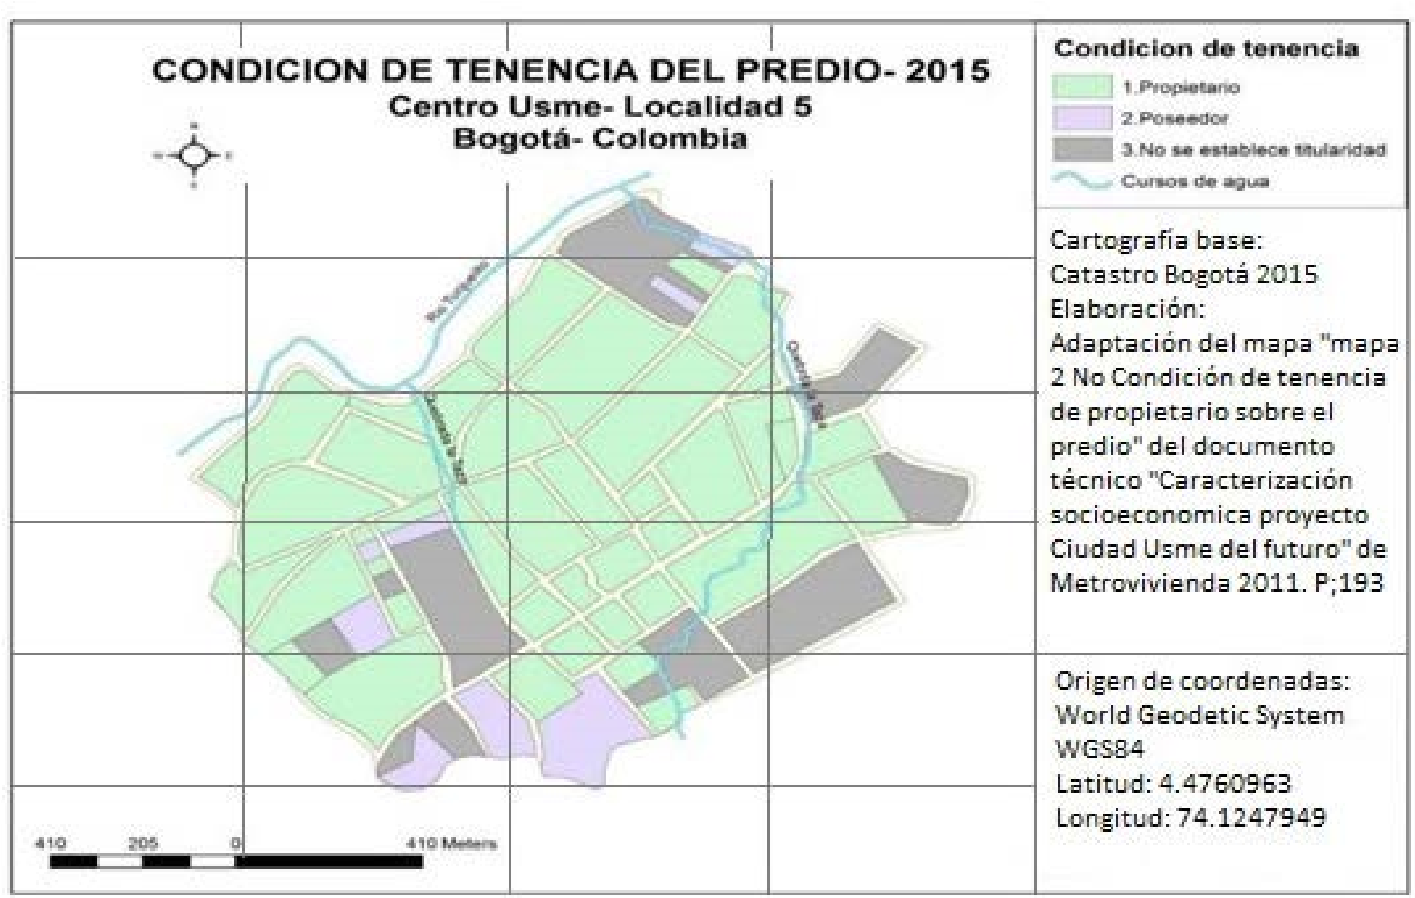 CONDICION DE TENENCIA DEL PREDIO- 2015
Centro Usme- Localidad 5
Bogotá- Colombia
Condicion de tenencia
1.Propietario
2.Poseedor
3.No se establece titularidad
Cursos de agua
Cartografía base:
Catastro Bogotá 2015
Elaboración:
Adaptación del mapa "mapa
2 No Condición de tenencia
de propietario sobre el
predio" del documento
técnico "Caracterización
socioeconomica proyecto
Ciudad Usme del futuro" de
Metrovivienda 2011. P;193
Origen de coordenadas:
World Geodetic System
WGS84
Latitud: 4.4760963
Longitud: 74.1247949
Quebrada la Taza
410 205 0 410 Meters